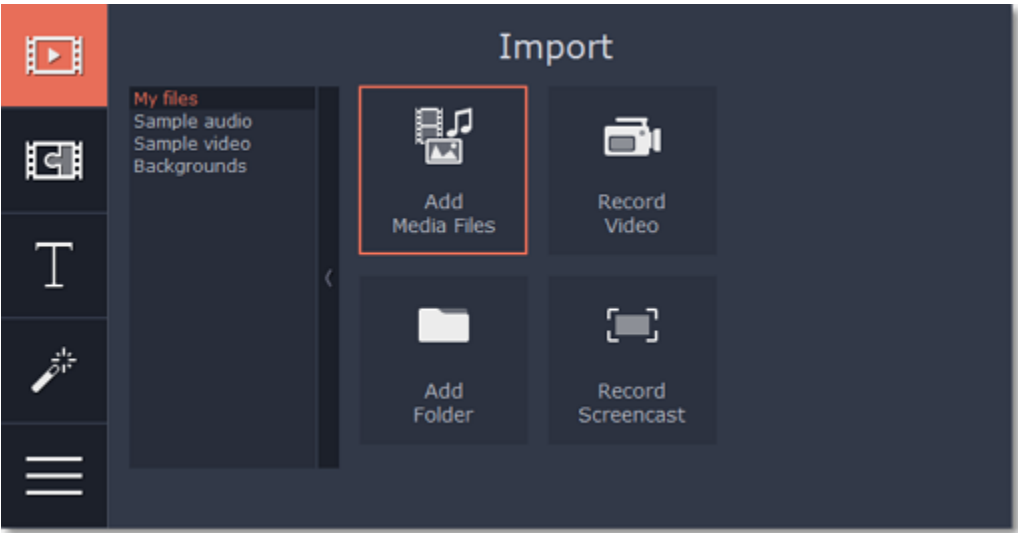 Import
My files
Sample audio
Sample video
Backgrounds
Add
Media Files
Record
Video
Add
Folder
Record
Screencast